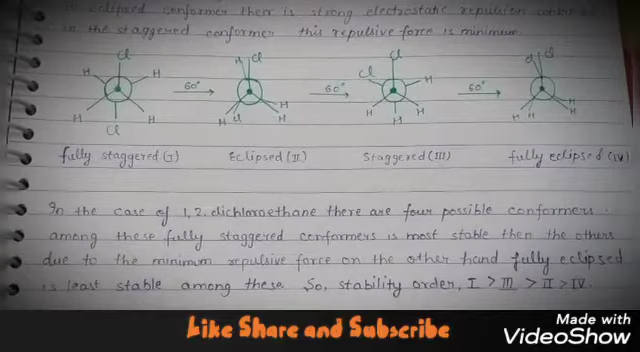 eclipsed conformer there is strong electrostatic repulsion
in the staggered conformer this repulsive force is minimum
Cl H Cl Cl Cl Cl
H H Cl H
60° 60° 60°
H H H H H H H H
Cl Cl H H H
fully staggered (I) Eclipsed (II) Staggered (III) fully eclipsed (IV)
In the case of 1, 2. dichloroethane there are four possible conformers.
among these fully staggered conformers is most stable then the others
due to the minimum repulsive force on the other hand fully eclipsed
is least stable among these So, stability order, I > III > II > IV.
Like Share and Subscribe
Made with
VideoShow